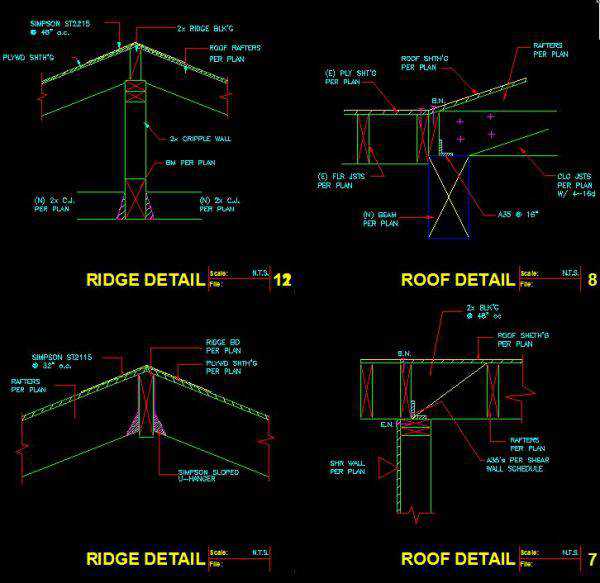 SIMPSON ST2215
@ 48" o.c.
2x RIDGE BLK'G
PLYWD SHTH'G
ROOF RAFTERS
PER PLAN
2x CRIPPLE WALL
BM PER PLAN
(N) 2x C.J.
PER PLAN
(N) 2x C.J.
PER PLAN
RIDGE DETAIL
Scale: N.T.S.
File:
12
RAFTERS
PER PLAN
ROOF SHTH'G
PER PLAN
(E) PLY SHT'G
PER PLAN
B.N.
(E) FLR JSTS
PER PLAN
CLG JSTS
PER PLAN
W/ 4-16d
(N) BEAM
PER PLAN
A35 @ 16"
ROOF DETAIL
Scale: N.T.S.
File:
8
SIMPSON ST2115
@ 32" o.c.
RIDGE BD
PER PLAN
PLYWD SHTH'G
PER PLAN
RAFTERS
PER PLAN
SIMPSON SLOPED
U-HANGER
RIDGE DETAIL
Scale: N.T.S.
File:
2x BLK'G
@ 48" oc
ROOF SHETH'G
PER PLAN
B.N.
E.N.
RAFTERS
PER PLAN
SHR WALL
PER PLAN
A35's PER SHEAR
WALL SCHEDULE
ROOF DETAIL
Scale: N.T.S.
File:
7